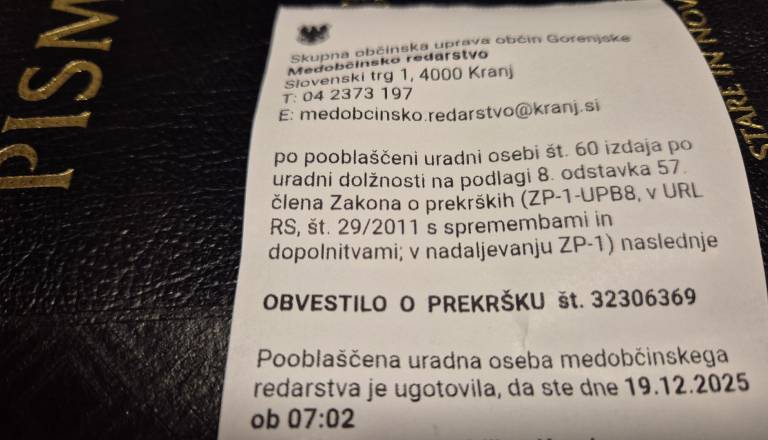 PISM
STARE IN NOV
Skupna občinska uprava občin Gorenjske
Medobčinsko redarstvo
Slovenski trg 1, 4000 Kranj
T: 04 2373 197
E: medobcinsko.redarstvo@kranj.si
po pooblaščeni uradni osebi št. 60 izdaja po
uradni dolžnosti na podlagi 8. odstavka 57.
člena Zakona o prekrških (ZP-1-UPB8, v URL
RS, št. 29/2011 s spremembami in
dopolnitvami; v nadaljevanju ZP-1) naslednje
OBVESTILO O PREKRŠKU št. 32306369
Pooblaščena uradna oseba medobčinskega
redarstva je ugotovila, da ste dne 19.12.2025
ob 07:02